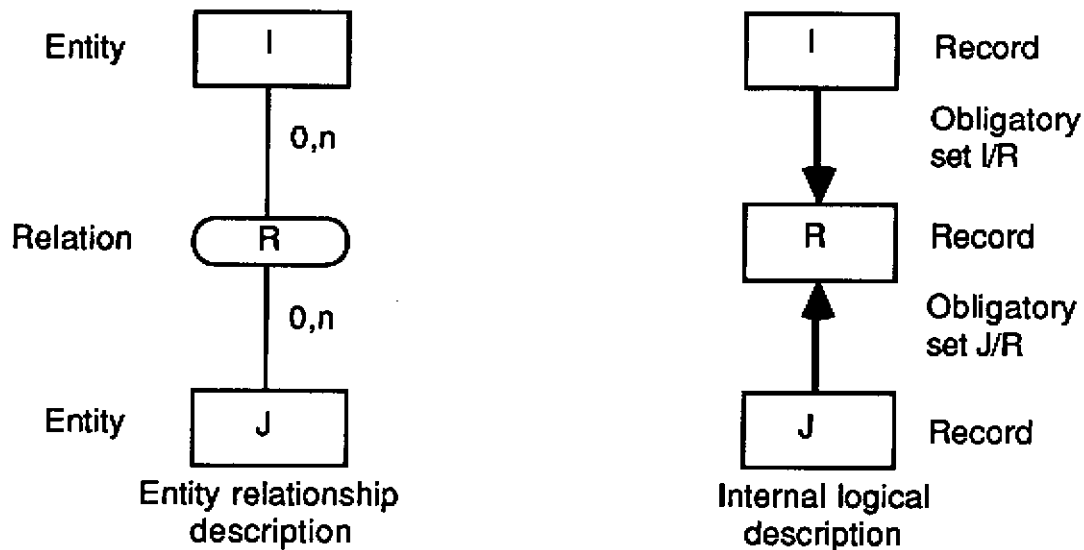 Entity
I
0,n
Relation
R
0,n
Entity
J
Entity relationship
description
I
Record
Obligatory
set I/R
R
Record
Obligatory
set J/R
J
Record
Internal logical
description